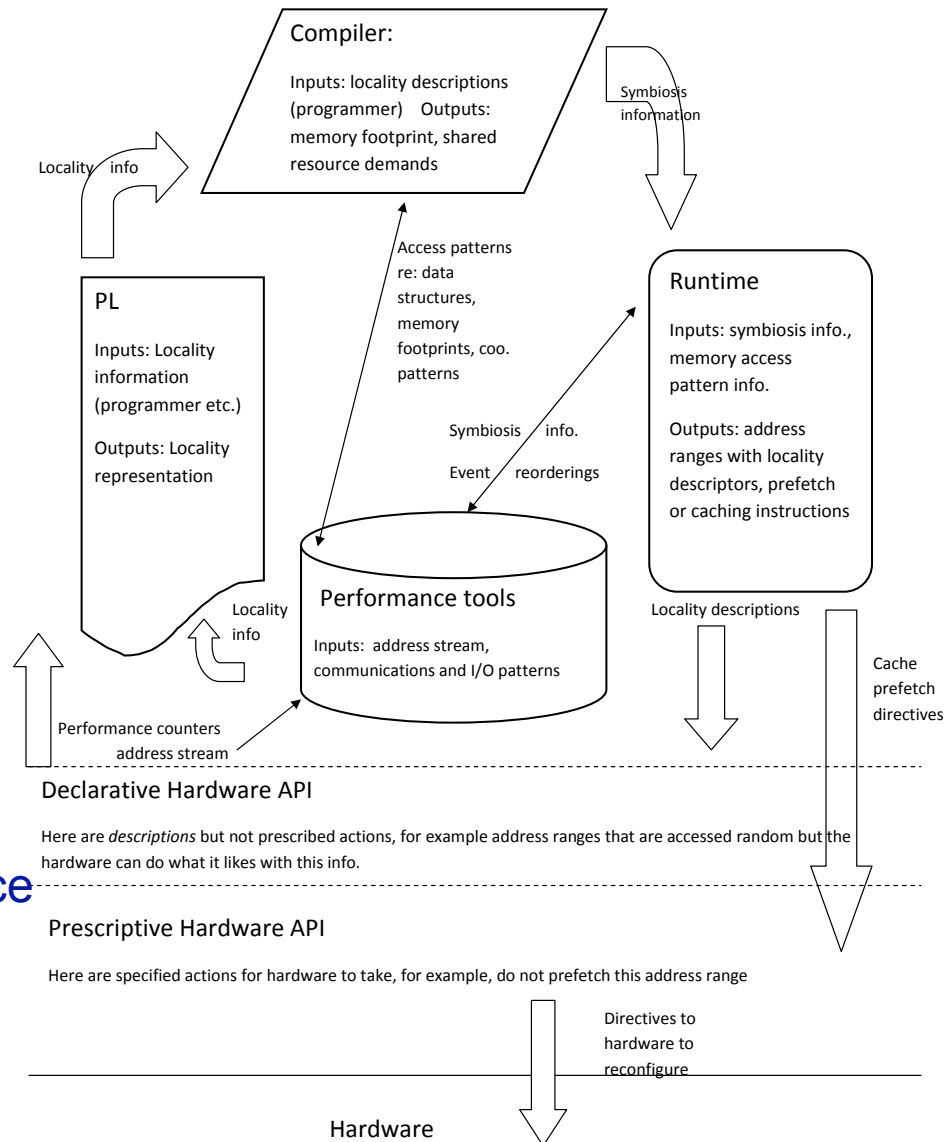 Compiler:
Inputs: locality descriptions
(programmer) Outputs:
memory footprint, shared
resource demands
Symbiosis
information
Locality info
Access patterns
re: data
structures,
memory
footprints, coo.
patterns
PL
Inputs: Locality
information
(programmer etc.)
Outputs: Locality
representation
Runtime
Inputs: symbiosis info.,
memory access
pattern info.
Outputs: address
ranges with locality
descriptors, prefetch
or caching instructions
Symbiosis info.
Event reorderings
Performance tools
Inputs: address stream,
communications and I/O patterns
Locality
info
Locality descriptions
Cache
prefetch
directives
Performance counters
address stream
Declarative Hardware API
Here are descriptions but not prescribed actions, for example address ranges that are accessed random but the
hardware can do what it likes with this info.
ce
Prescriptive Hardware API
Here are specified actions for hardware to take, for example, do not prefetch this address range
Directives to
hardware to
reconfigure
Hardware